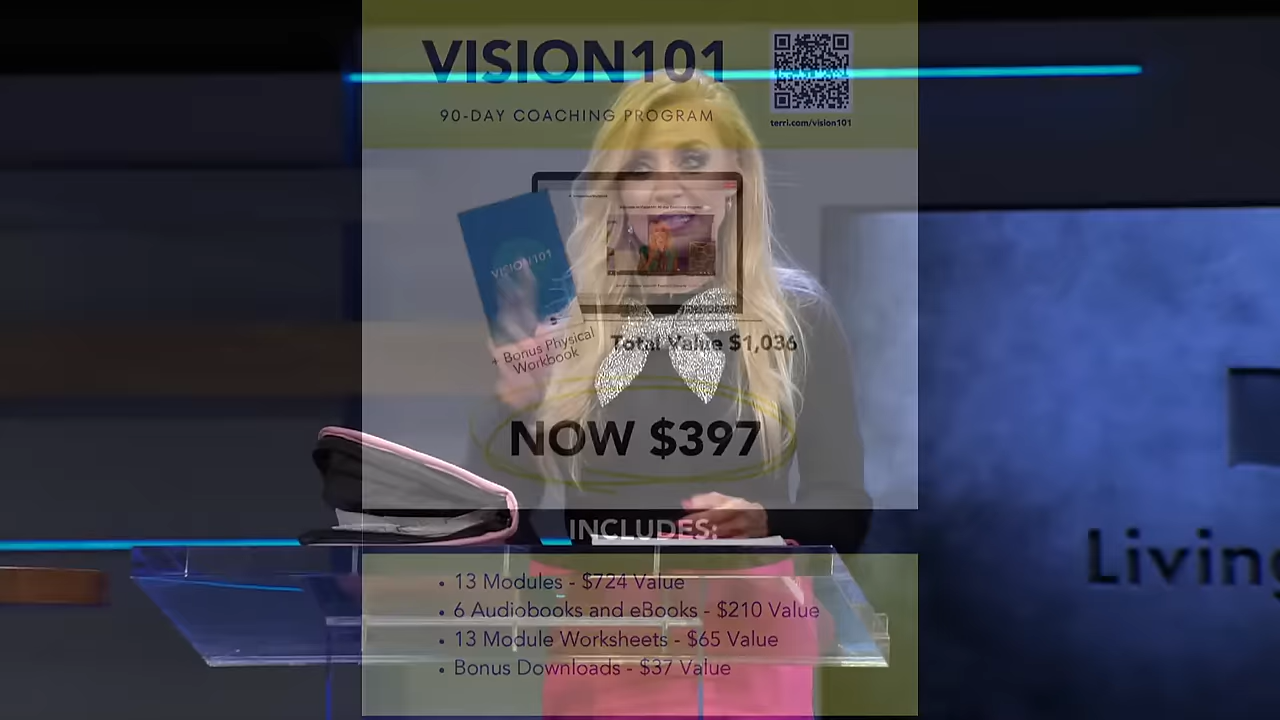 VISION101
90-DAY COACHING PROGRAM
terri.com/vision101
VISION101
+ Bonus Physical
Workbook
Total Value $1,036
NOW $397
INCLUDES:
• 13 Modules - $724 Value
• 6 Audiobooks and eBooks - $210 Value
• 13 Module Worksheets - $65 Value
• Bonus Downloads - $37 Value
Living